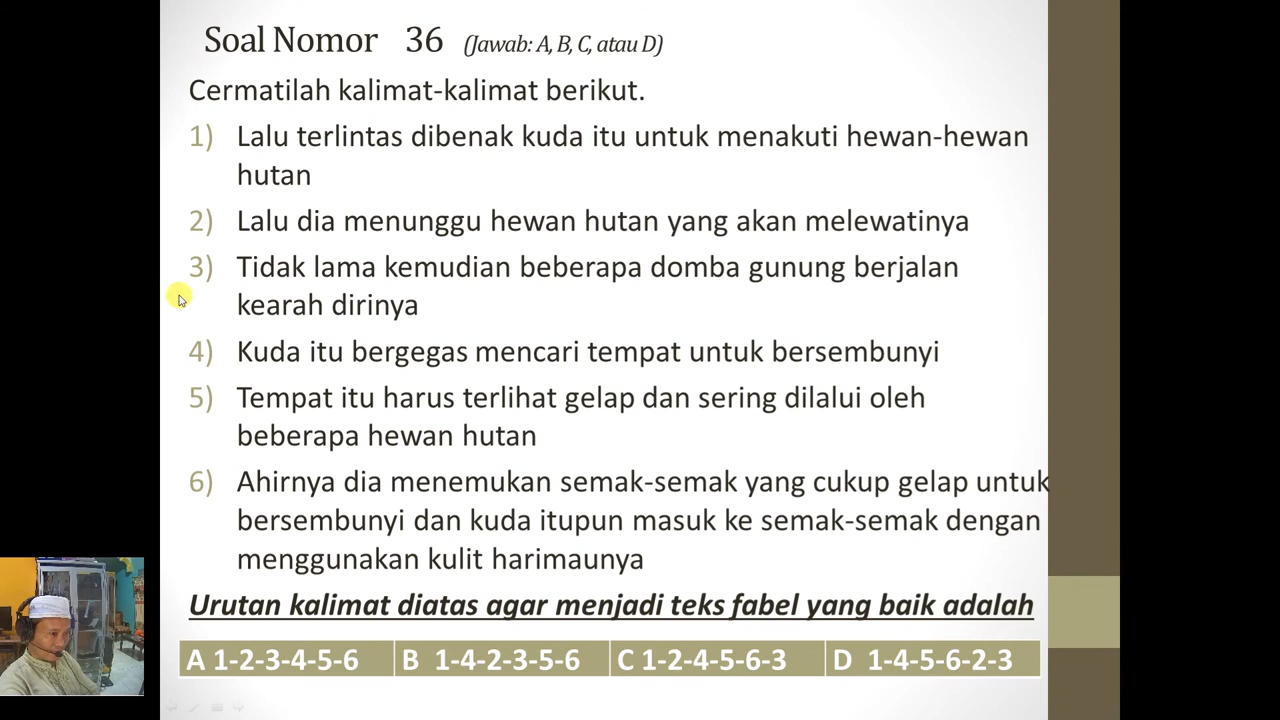 Soal Nomor 36 (Jawab: A, B, C, atau D)
Cermatilah kalimat-kalimat berikut.
1) Lalu terlintas dibenak kuda itu untuk menakuti hewan-hewan
hutan
2) Lalu dia menunggu hewan hutan yang akan melewatinya
3) Tidak lama kemudian beberapa domba gunung berjalan
kearah dirinya
4) Kuda itu bergegas mencari tempat untuk bersembunyi
5) Tempat itu harus terlihat gelap dan sering dilalui oleh
beberapa hewan hutan
6) Ahirnya dia menemukan semak-semak yang cukup gelap untuk
bersembunyi dan kuda itupun masuk ke semak-semak dengan
menggunakan kulit harimaunya
Urutan kalimat diatas agar menjadi teks fabel yang baik adalah
A 1-2-3-4-5-6 B 1-4-2-3-5-6 C 1-2-4-5-6-3 D 1-4-5-6-2-3